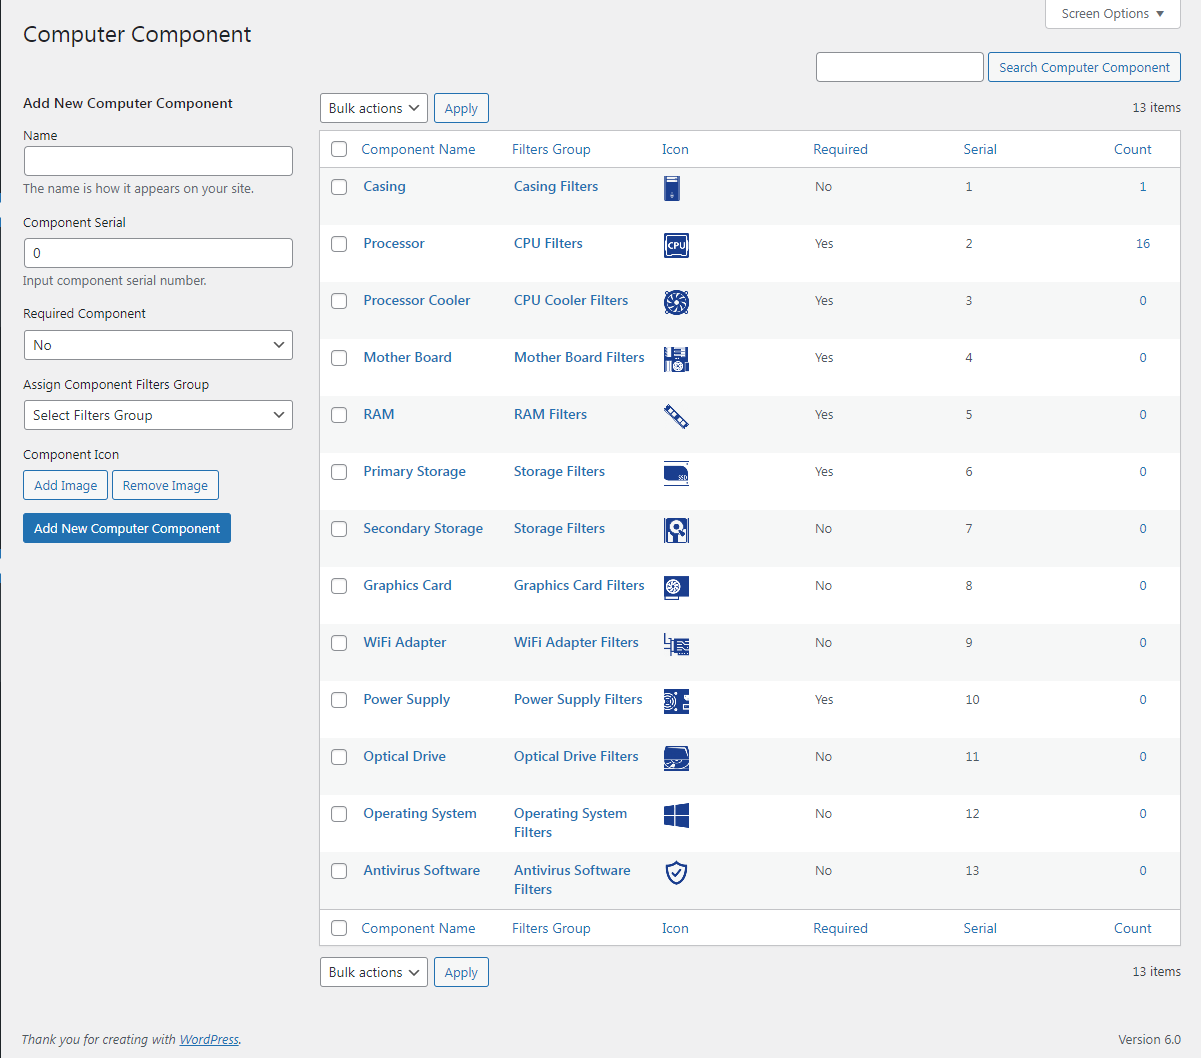 Screen Options ▼
Computer Component
Search Computer Component
Add New Computer Component
Name
The name is how it appears on your site.
Component Serial
0
Input component serial number.
Required Component
No
Assign Component Filters Group
Select Filters Group
Component Icon
Add Image Remove Image
Add New Computer Component
Bulk actions Apply 13 items
Component Name Filters Group Icon Required Serial Count
Casing Casing Filters No 1 1
Processor CPU Filters CPU Yes 2 16
Processor Cooler CPU Cooler Filters Yes 3 0
Mother Board Mother Board Filters Yes 4 0
RAM RAM Filters Yes 5 0
Primary Storage Storage Filters SSD Yes 6 0
Secondary Storage Storage Filters No 7 0
Graphics Card Graphics Card Filters No 8 0
WiFi Adapter WiFi Adapter Filters No 9 0
Power Supply Power Supply Filters Yes 10 0
Optical Drive Optical Drive Filters No 11 0
Operating System Operating System No 12 0
Filters
Antivirus Software Antivirus Software No 13 0
Filters
Component Name Filters Group Icon Required Serial Count
Bulk actions Apply 13 items
Thank you for creating with WordPress. Version 6.0